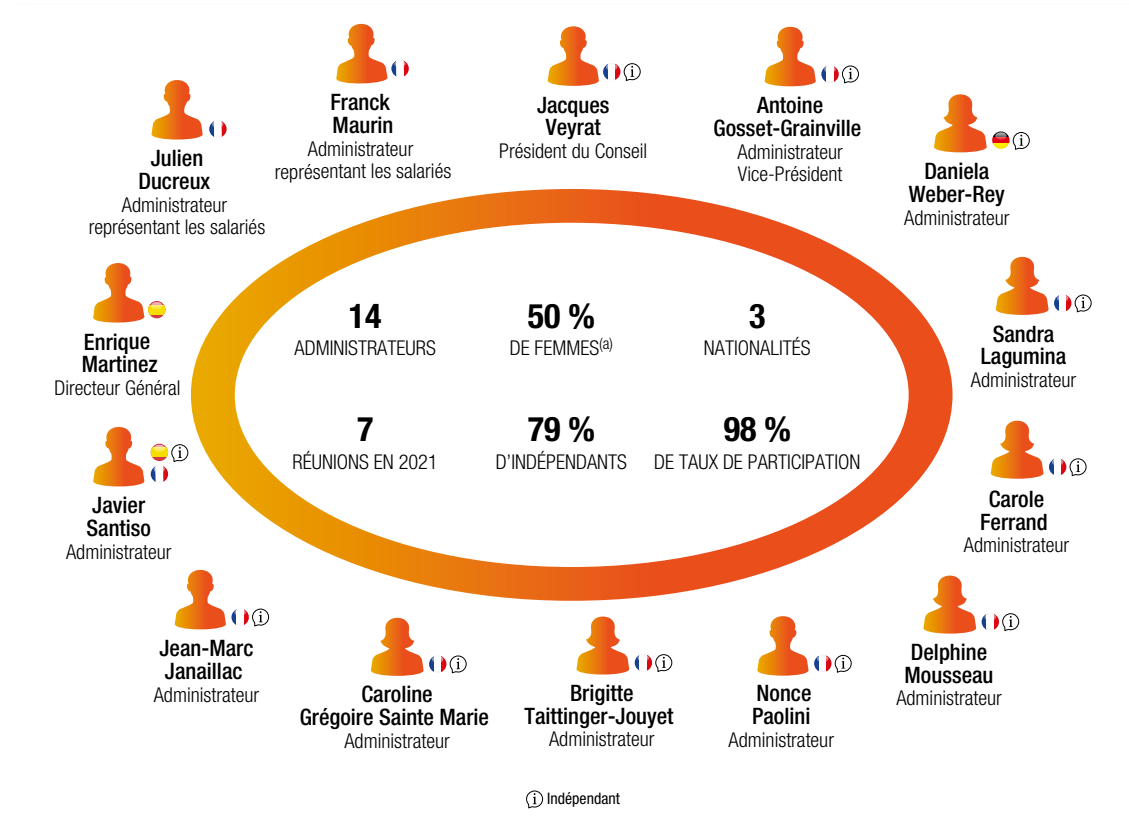 Franck
Maurin
Administrateur
représentant les salariés
Jacques
Veyrat
Président du Conseil
Antoine
Gosset-Grainville
Administrateur
Vice-Président
Julien
Ducreux
Administrateur
représentant les salariés
Daniela
Weber-Rey
Administrateur
Enrique
Martinez
Directeur Général
Sandra
Lagumina
Administrateur
14
ADMINISTRATEURS
50 %
DE FEMMES(a)
3
NATIONALITÉS
7
RÉUNIONS EN 2021
79 %
D'INDÉPENDANTS
98 %
DE TAUX DE PARTICIPATION
Javier
Santiso
Administrateur
Carole
Ferrand
Administrateur
Jean-Marc
Janaillac
Administrateur
Caroline
Grégoire Sainte Marie
Administrateur
Brigitte
Taittinger-Jouyet
Administrateur
Nonce
Paolini
Administrateur
Delphine
Mousseau
Administrateur
i Indépendant